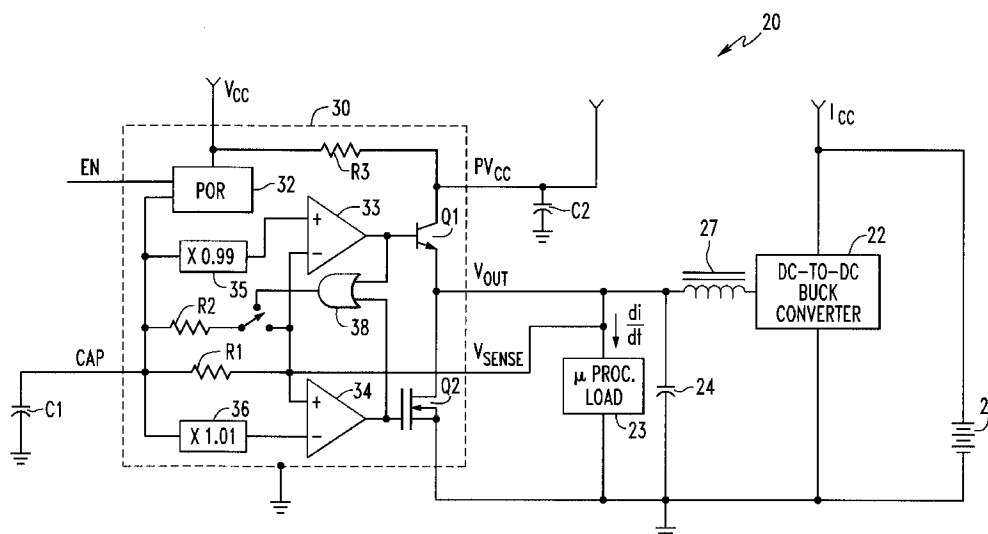 20
V_CC
30
I_CC
EN
POR
32
R3
PV_CC
C2
33
Q1
X 0.99
35
27
22
DC-TO-DC
BUCK
CONVERTER
V_OUT
R2
38
di
dt
CAP
R1
V_SENSE
C1
36
X 1.01
34
Q2
μ PROC.
LOAD
23
24
+
−
+
−